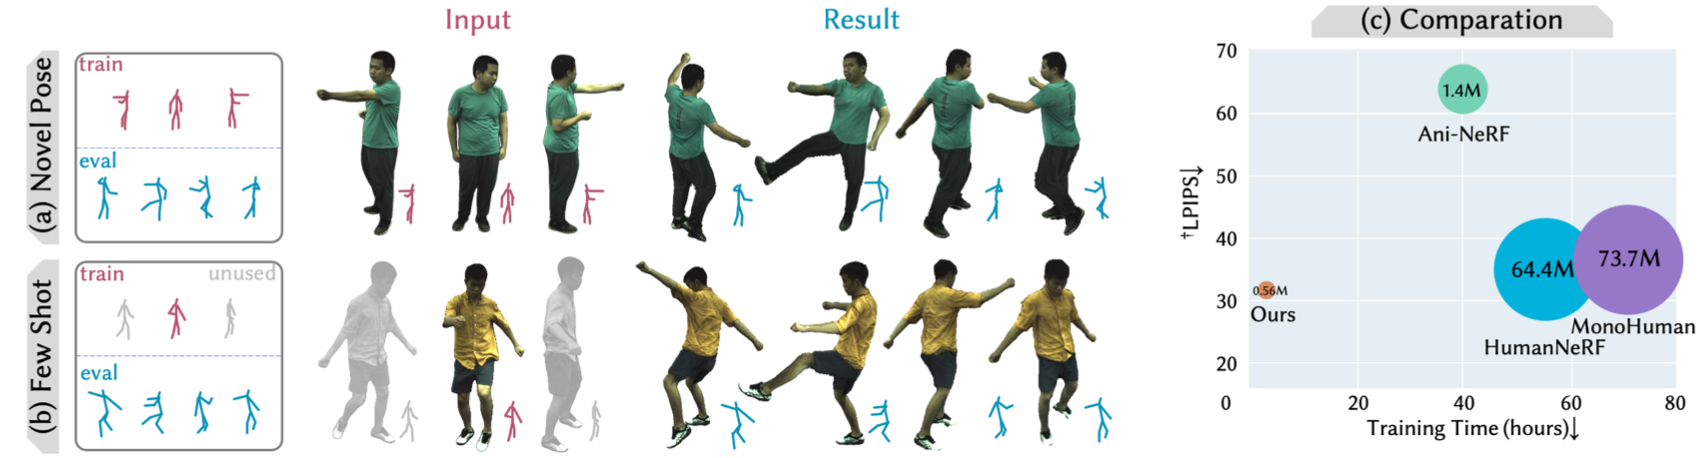 Input
Result
(c) Comparation
(a) Novel Pose
train
eval
(b) Few Shot
train
unused
eval
70
60
50
40
30
20
↑LPIPS↓
1.4M
Ani-NeRF
64.4M
73.7M
0.56M
Ours
MonoHuman
HumanNeRF
0
20
40
60
80
Training Time (hours)↓